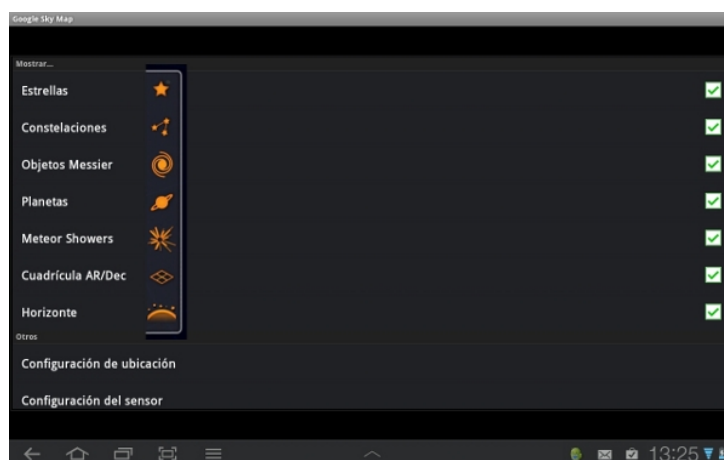 Google Sky Map
Mostrar...
Estrellas
Constelaciones
Objetos Messier
Planetas
Meteor Showers
Cuadrícula AR/Dec
Horizonte
Otros
Configuración de ubicación
Configuración del sensor
13:25